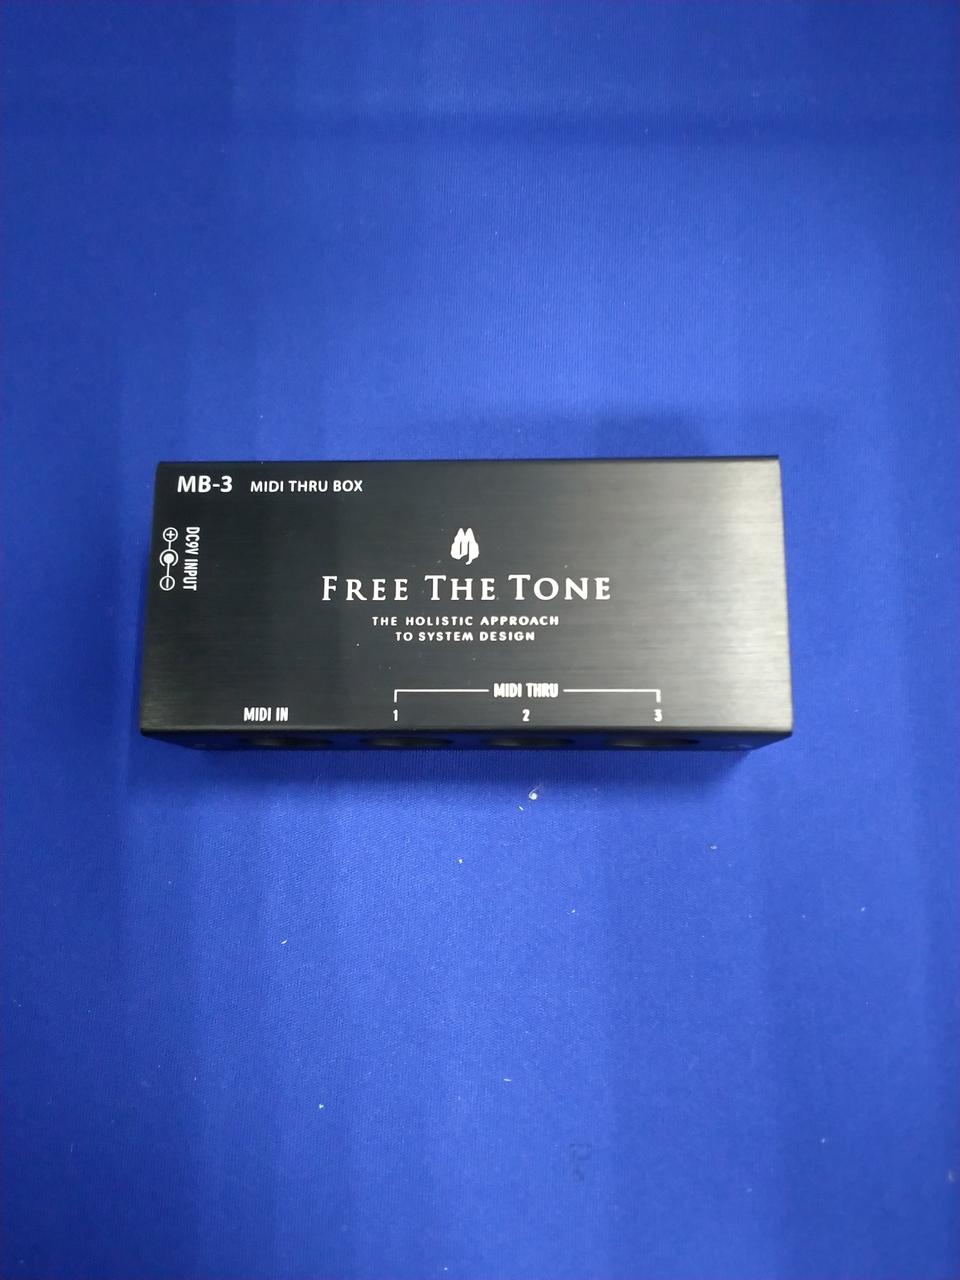 MB-3 MIDI THRU BOX
DC9V INPUT
FREE THE TONE
THE HOLISTIC APPROACH
TO SYSTEM DESIGN
MIDI THRU
MIDI IN 1 2 3